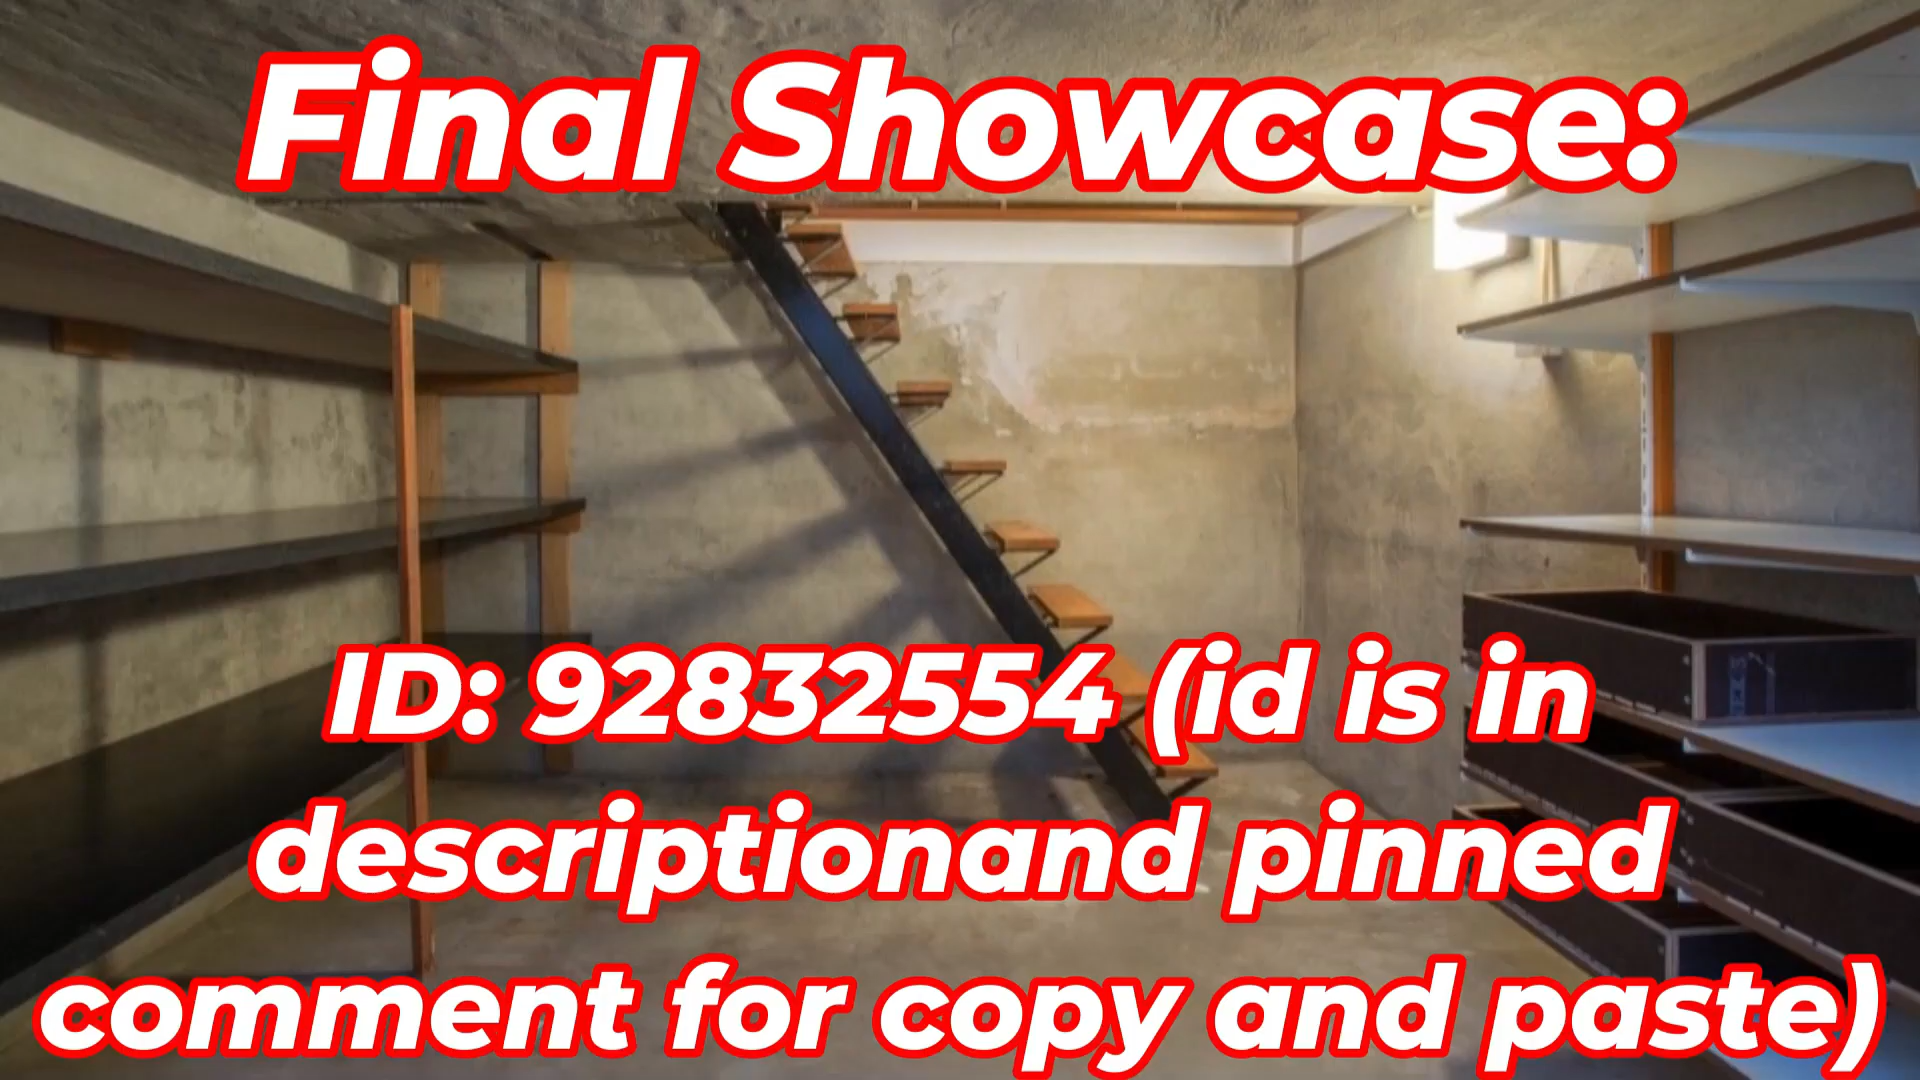 Final Showcase:
ID: 92832554 (id is in
descriptionand pinned
comment for copy and paste)